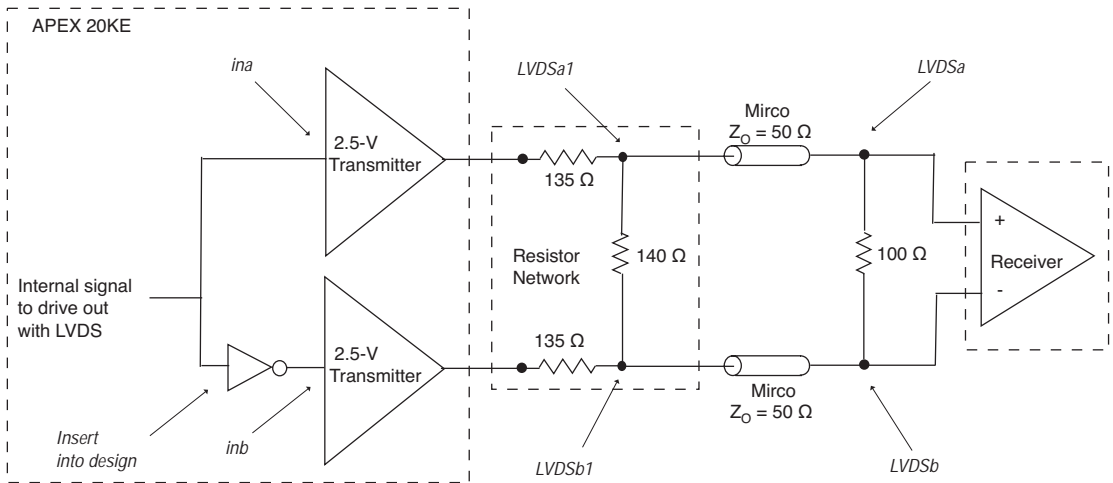 APEX 20KE
ina
LVDSa1
LVDSa
Mirco
Z_O = 50 Ω
2.5-V
Transmitter
135 Ω
+
Receiver
-
Resistor
Network
140 Ω
100 Ω
Internal signal
to drive out
with LVDS
2.5-V
Transmitter
135 Ω
Mirco
Z_O = 50 Ω
Insert
into design
inb
LVDSb1
LVDSb